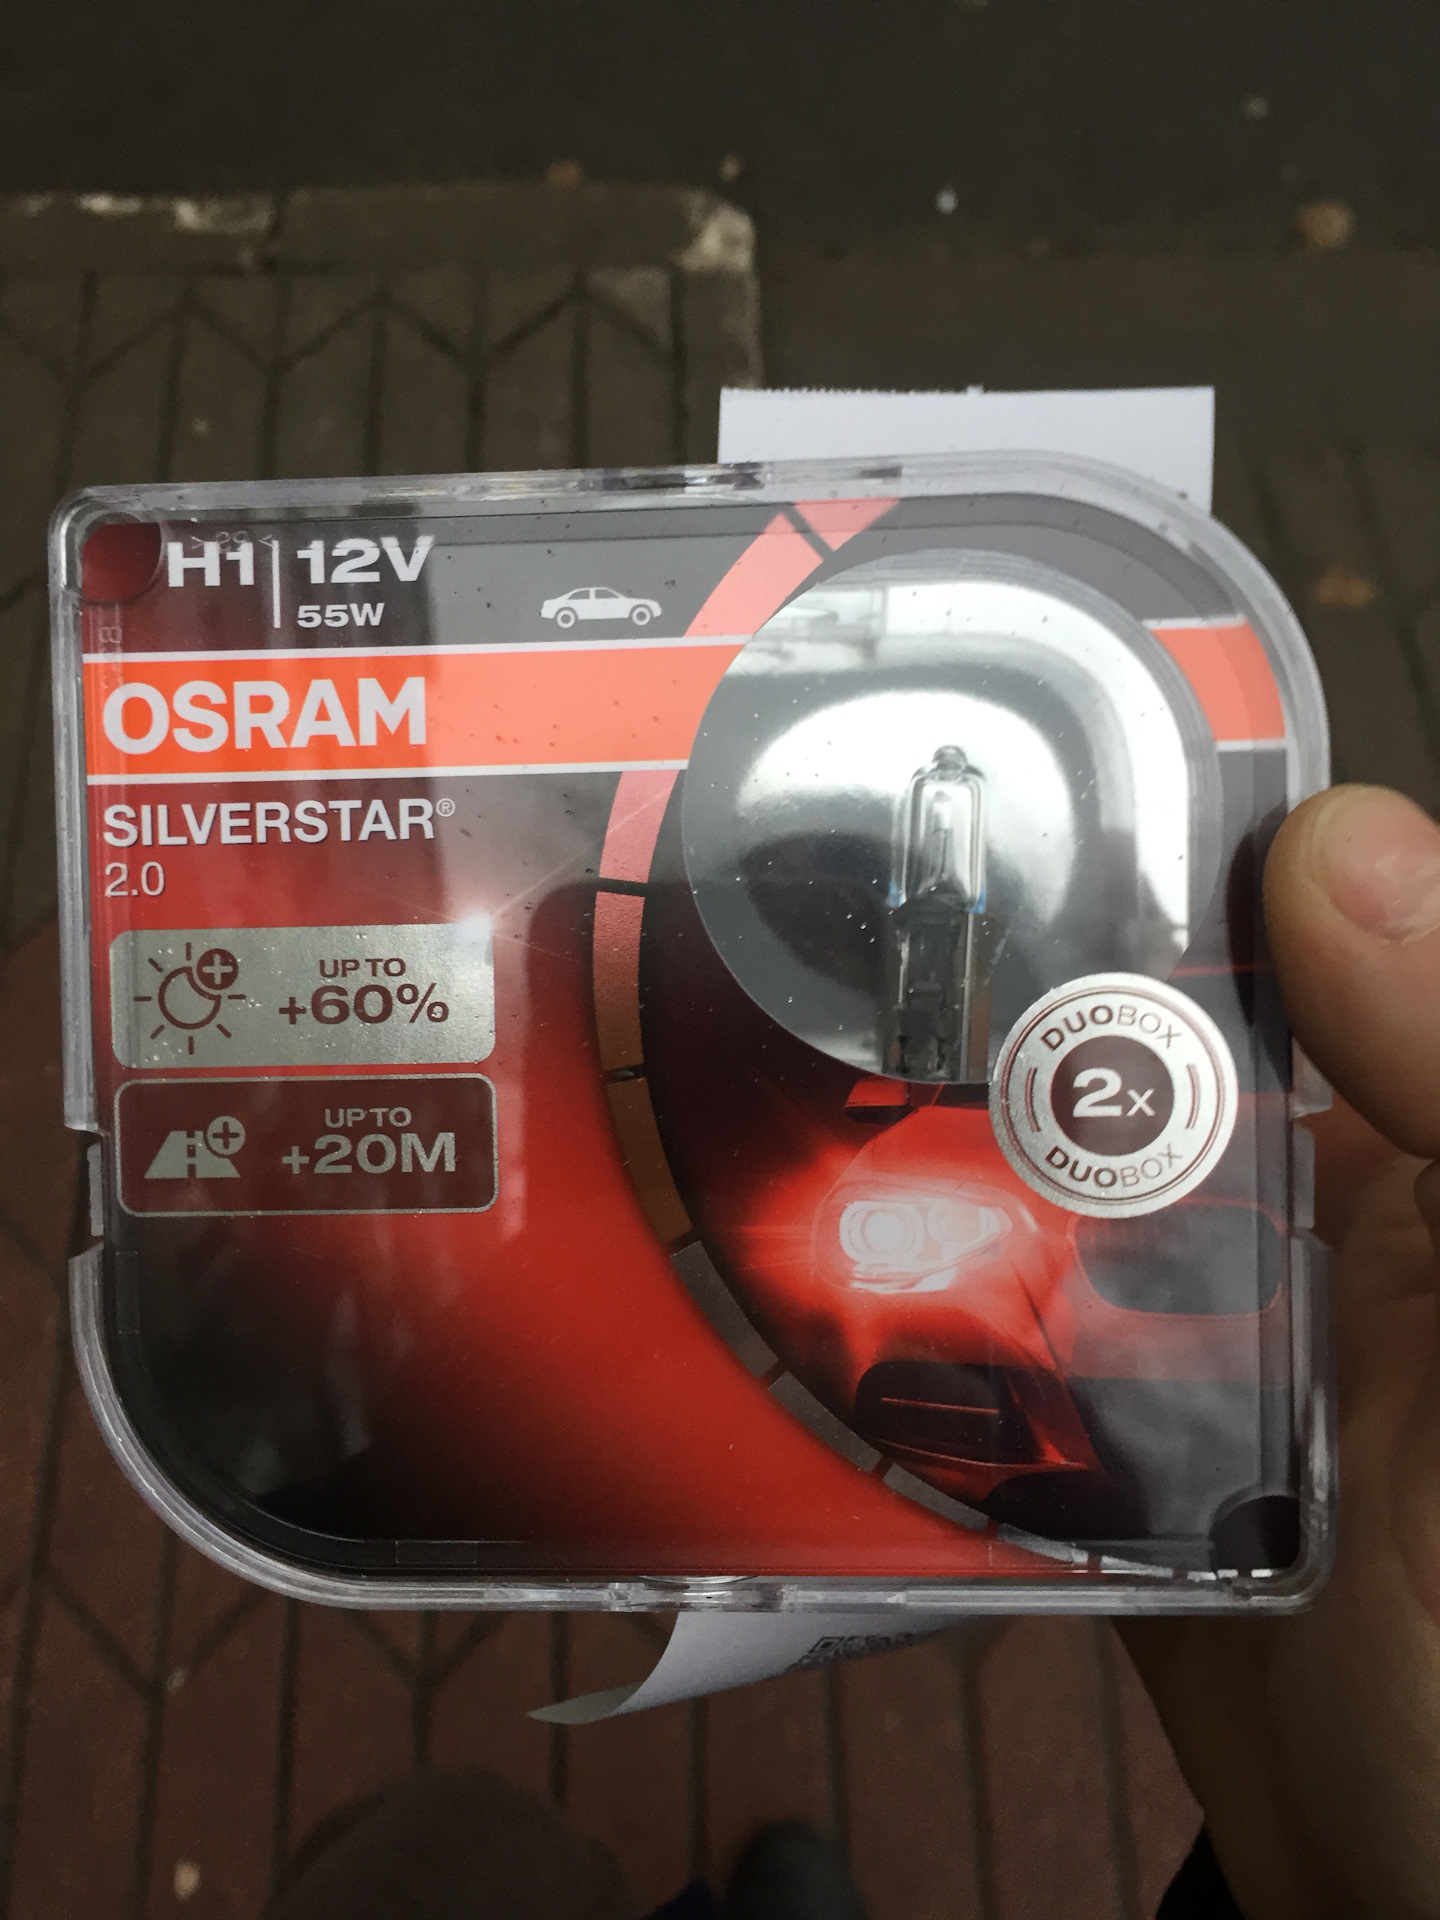 H1 12V
55W
OSRAM
SILVERSTAR®
2.0
UP TO
+60%
UP TO
+20M
DUOBOX
2x
DUOBOX